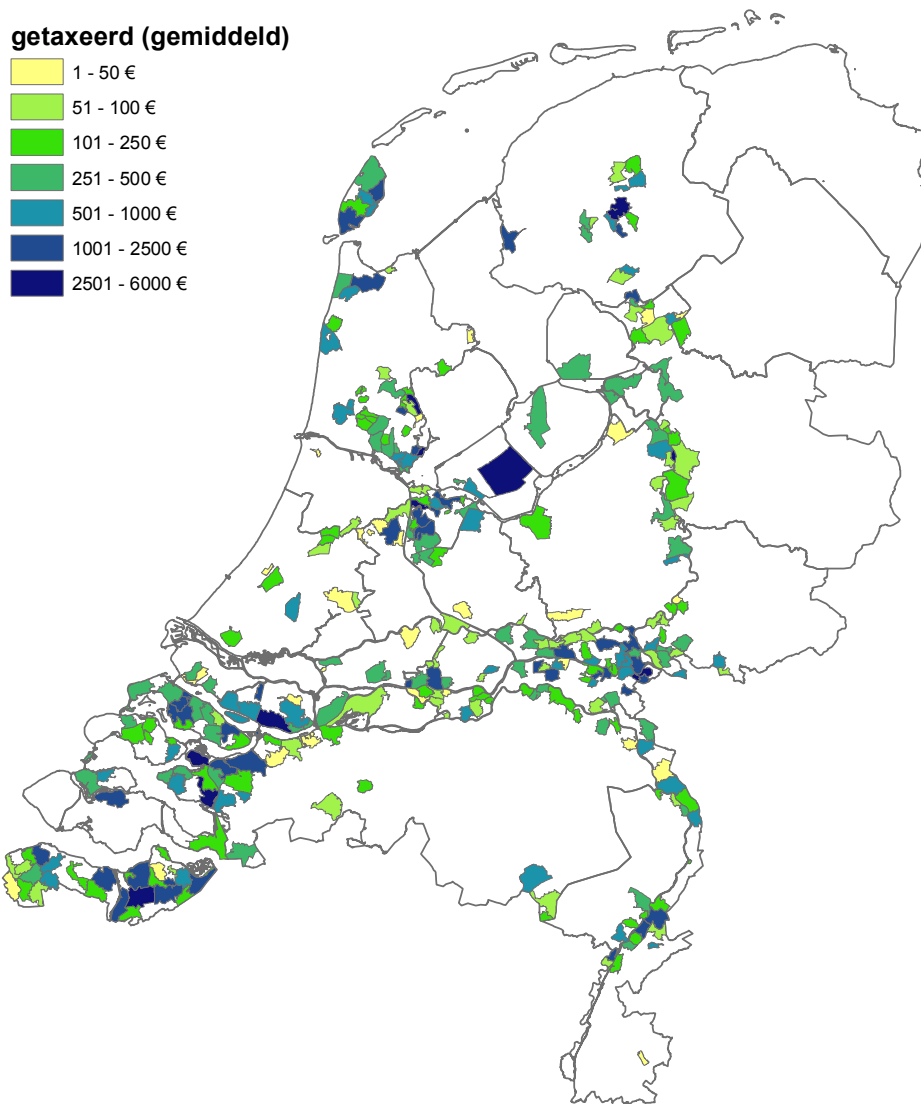 getaxeerd (gemiddeld)
1 - 50 €
51 - 100 €
101 - 250 €
251 - 500 €
501 - 1000 €
1001 - 2500 €
2501 - 6000 €